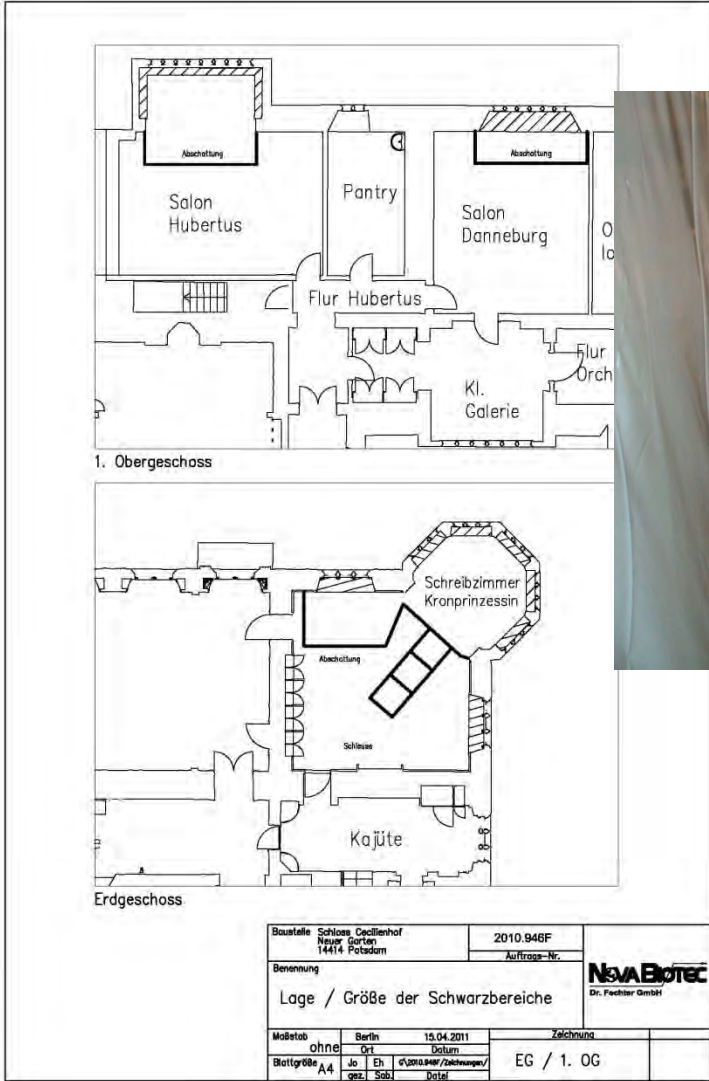 Abschottung
Abschottung
Salon
Hubertus
Pantry
Salon
Danneburg
Flur Hubertus
Kl.
Galerie
Flur
Orch
1. Obergeschoss
Schreibzimmer
Kronprinzessin
Abschottung
Schleuse
Kajüte
Erdgeschoss
Baustelle Schloss Cecilienhof
Neuer Garten
14414 Potsdam
2010.946F
Auftrags-Nr.
Benennung
Lage / Größe der Schwarzbereiche
NOVA BIOTEC
Dr. Fechter GmbH
Maßstab ohne
Berlin 15.04.2011
Ort Datum
Zeichnung
EG / 1. OG
Blattgröße A4
Jo Eh G\2010.946F/Zeichnungen/
gez. Sab. Datei